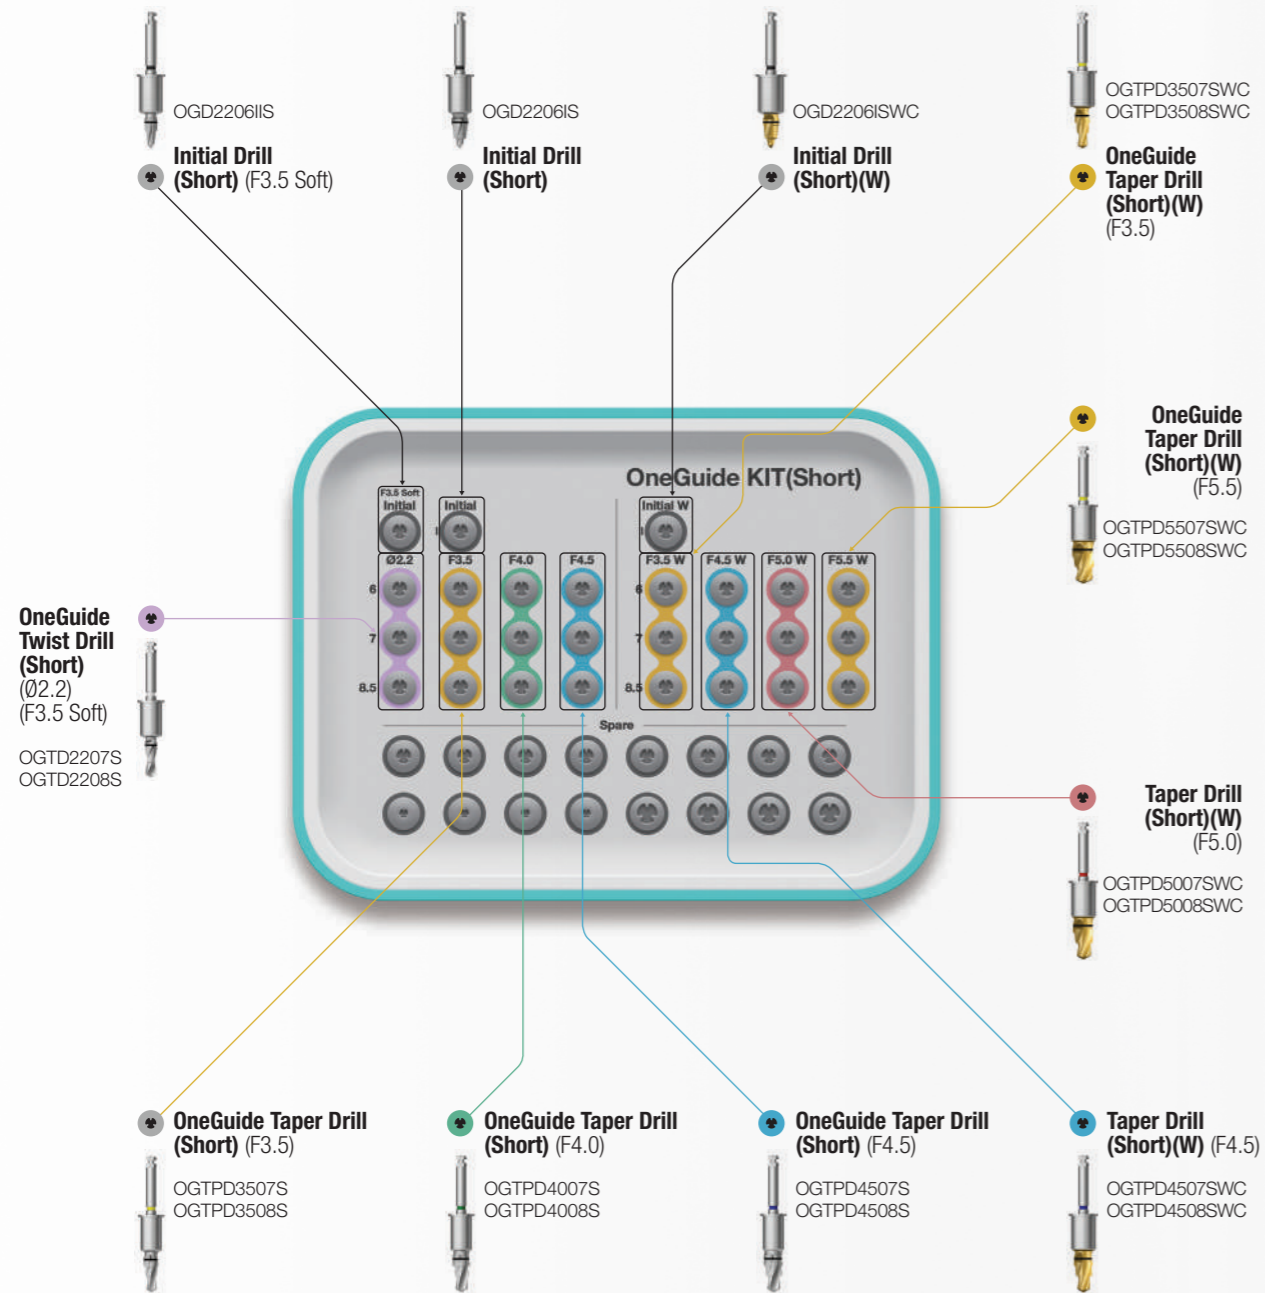 OGD2206IIS
Initial Drill
(Short) (F3.5 Soft)
OGD2206IS
Initial Drill
(Short)
OGD2206ISWC
Initial Drill
(Short)(W)
OGTPD3507SWC
OGTPD3508SWC
OneGuide
Taper Drill
(Short)(W)
(F3.5)
OneGuide
Taper Drill
(Short)(W)
(F5.5)
OGTPD5507SWC
OGTPD5508SWC
OneGuide KIT(Short)
F3.5 Soft
Initial
Initial
Initial W
I
I
Ø2.2
F3.5
F4.0
F4.5
F3.5 W
F4.5 W
F5.0 W
F5.5 W
6
6
7
7
8.5
8.5
Spare
OneGuide
Twist Drill
(Short)
(Ø2.2)
(F3.5 Soft)
OGTD2207S
OGTD2208S
Taper Drill
(Short)(W)
(F5.0)
OGTPD5007SWC
OGTPD5008SWC
OneGuide Taper Drill
(Short) (F3.5)
OGTPD3507S
OGTPD3508S
OneGuide Taper Drill
(Short) (F4.0)
OGTPD4007S
OGTPD4008S
OneGuide Taper Drill
(Short) (F4.5)
OGTPD4507S
OGTPD4508S
Taper Drill
(Short)(W) (F4.5)
OGTPD4507SWC
OGTPD4508SWC